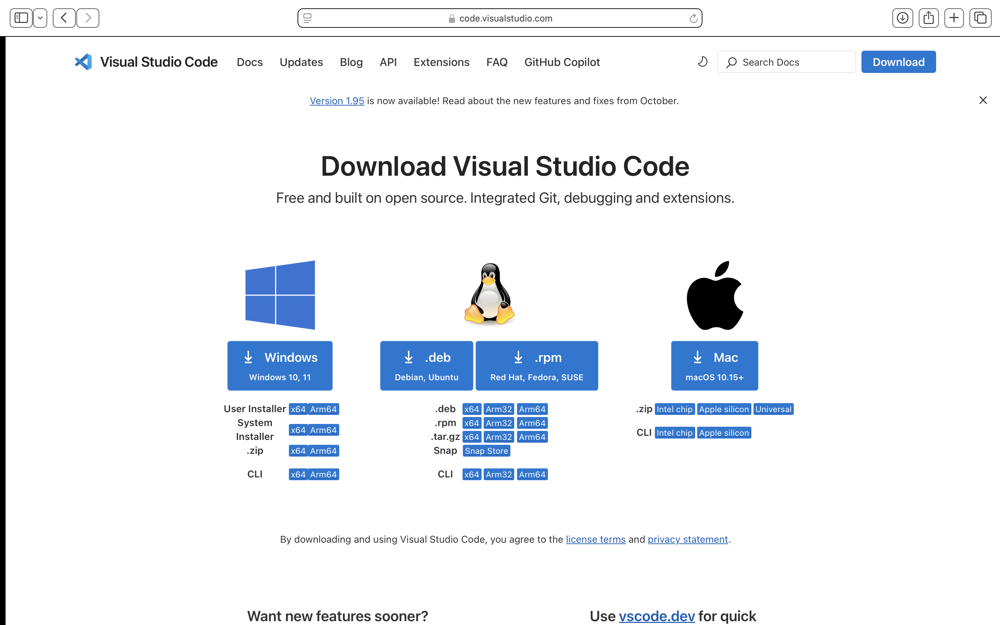 code.visualstudio.com
Visual Studio Code Docs Updates Blog API Extensions FAQ GitHub Copilot Search Docs Download
Version 1.95 is now available! Read about the new features and fixes from October.
Download Visual Studio Code
Free and built on open source. Integrated Git, debugging and extensions.
Windows
Windows 10, 11
User Installer x64 Arm64
System
Installer x64 Arm64
.zip x64 Arm64
CLI x64 Arm64
.deb
Debian, Ubuntu
.rpm
Red Hat, Fedora, SUSE
.deb x64 Arm32 Arm64
.rpm x64 Arm32 Arm64
.tar.gz x64 Arm32 Arm64
Snap Snap Store
CLI x64 Arm32 Arm64
Mac
macOS 10.15+
.zip Intel chip Apple silicon Universal
CLI Intel chip Apple silicon
By downloading and using Visual Studio Code, you agree to the license terms and privacy statement.
Want new features sooner?
Use vscode.dev for quick